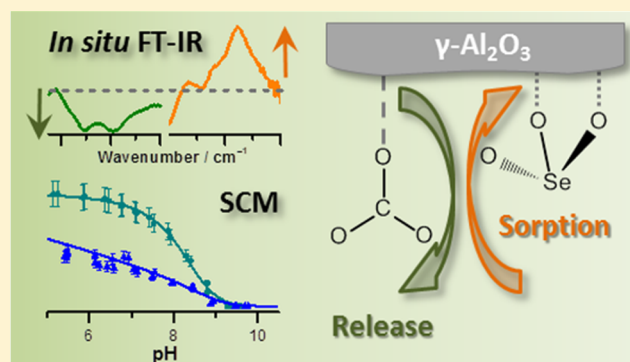 In situ FT-IR
Wavenumber / cm⁻¹
SCM
6 8 10
pH
γ-Al₂O₃
O
C
O O
O O
O
Se
Sorption
Release